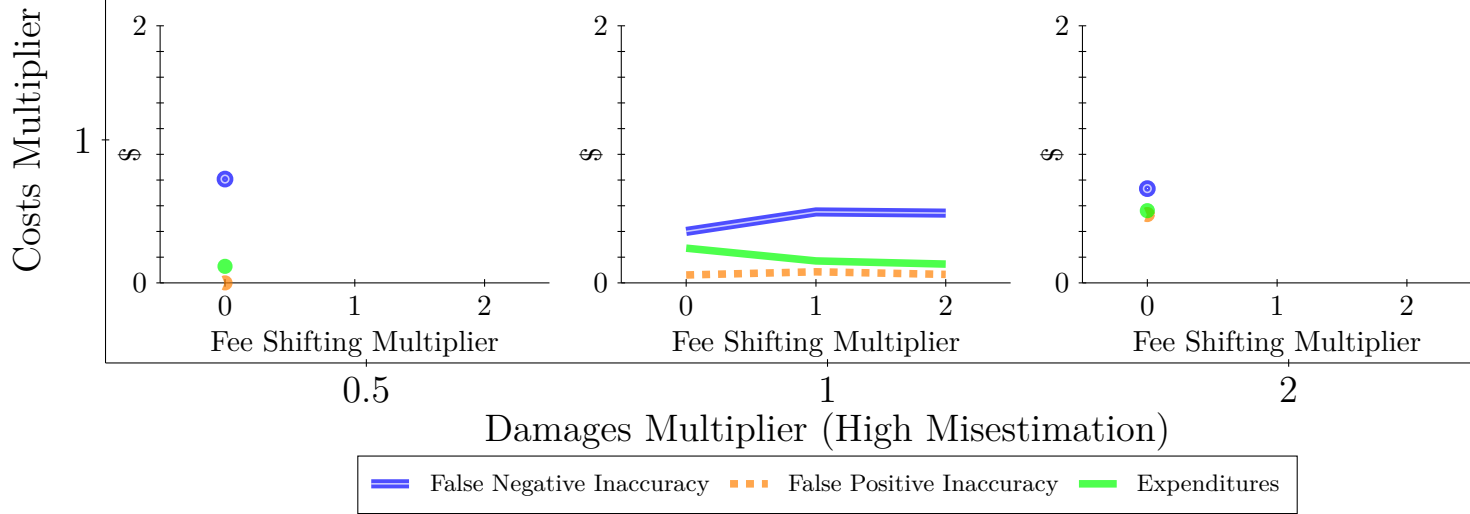 Costs Multiplier
1
2
$
0
0
1
2
Fee Shifting Multiplier
2
$
0
0
1
2
Fee Shifting Multiplier
2
$
0
0
1
2
Fee Shifting Multiplier
0.5
1
2
Damages Multiplier (High Misestimation)
False Negative Inaccuracy
False Positive Inaccuracy
Expenditures